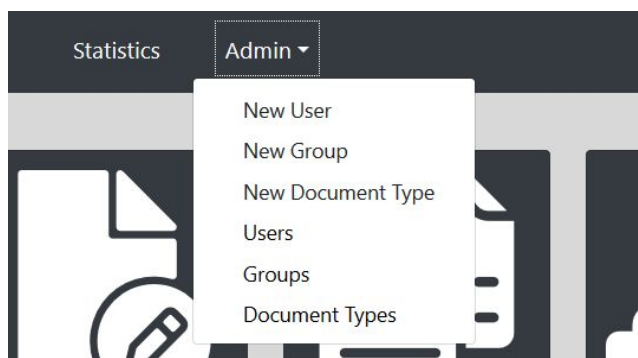 Statistics Admin
New User
New Group
New Document Type
Users
Groups
Document Types